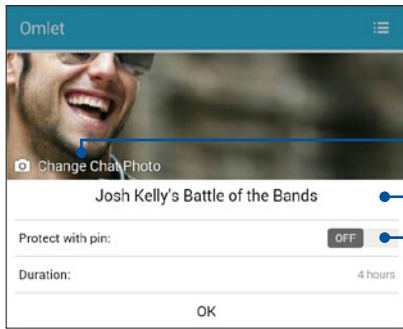 Omlet
Change Chat Photo
Josh Kelly's Battle of the Bands
Protect with pin:
OFF
Duration:
4 hours
OK